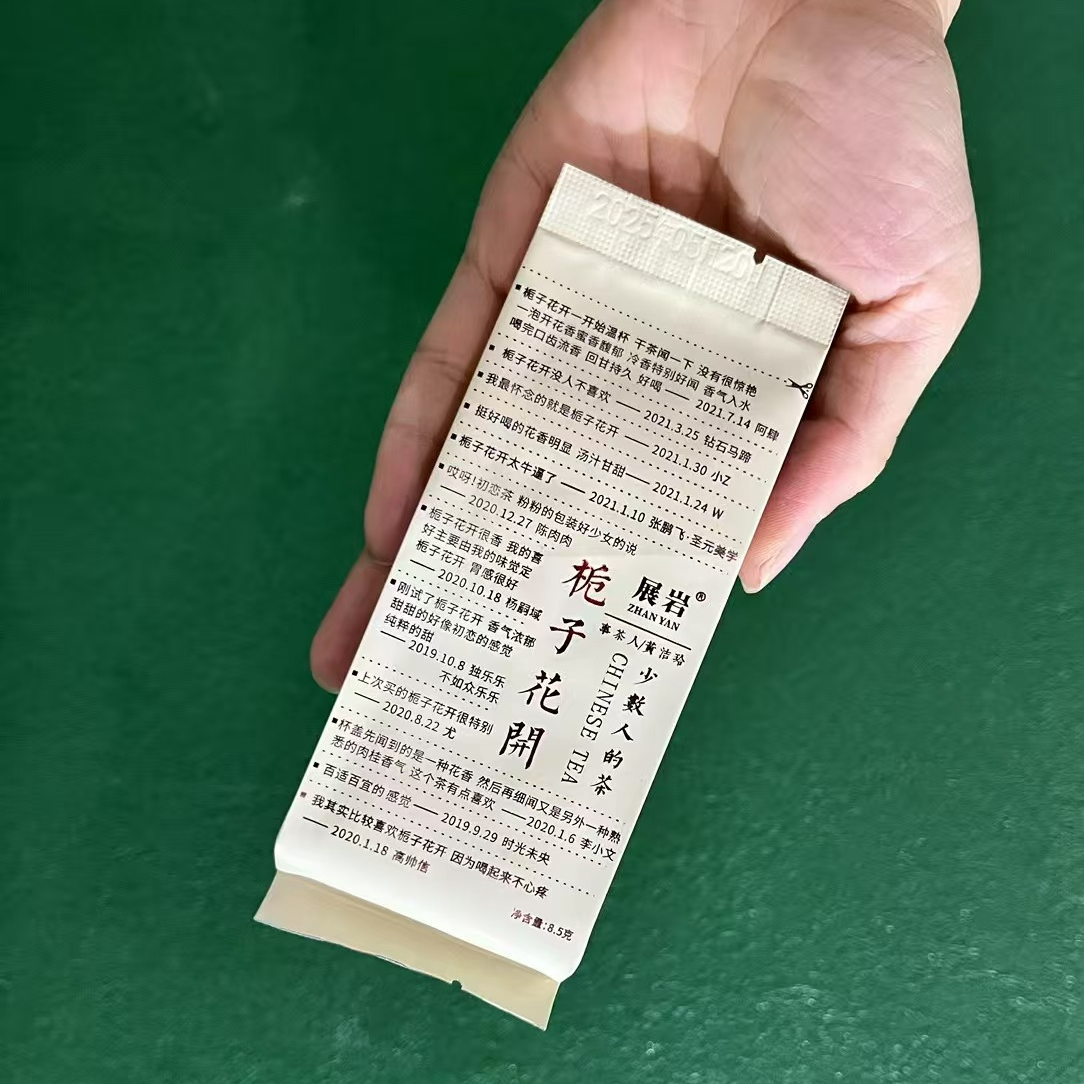 2025 05 20
■栀子花开一开始温杯 干茶闻一下 没有很惊艳
一泡开花香蜜香馥郁 冷香特别好闻 香气入水
喝完口齿流香 回甘持久 好喝—— 2021.7.14 阿肆
■ 栀子花开没人不喜欢 —— 2021.3.25 钻石马蹄
■我最怀念的就是栀子花开 —— 2021.1.30 小Z
■ 挺好喝的花香明显 汤汁甘甜—— 2021.1.24 W
■栀子花开太牛逼了 —— 2021.1.10 张鹏飞·圣元美学
■哎呀!初恋茶 粉粉的包装好少女的说
—— 2020.12.27 陈肉肉
■栀子花开很香 我的喜
好主要由我的味觉定
栀子花开 胃感很好
—— 2020.10.18 杨嗣域
■刚试了栀子花开 香气浓郁
甜甜的好像初恋的感觉
纯粹的甜
—— 2019.10.8 独乐乐
不如众乐乐
■上次买的栀子花开很特别
—— 2020.8.22 尤
■杯盖先闻到的是一种花香 然后再细闻又是另外一种熟
悉的肉桂香气 这个茶有点喜欢 ——2020.1.6 李小文
■百适百宜的感觉 —— 2019.9.29 时光未央
■ 我其实比较喜欢栀子花开 因为喝起来不心疼
—— 2020.1.18 高帅信
栀子花開
展岩®
ZHAN YAN
事茶人/黄洁玲
少數人的茶
CHINESE TEA
净含量:8.5克